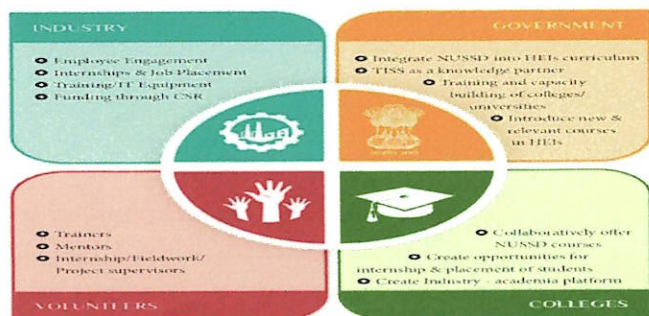 INDUSTRY
Employee Engagement
Internships & Job Placement
Training/IT Equipment
Funding through CSR
GOVERNMENT
Integrate NUSSD into HEIs curriculum
TISS as a knowledge partner
Training and capacity
building of colleges/
universities
Introduce new &
relevant courses
in HEIs
Trainers
Mentors
Internship/Fieldwork/
Project supervisors
VOLUNTEERS
Collaboratively offer
NUSSD courses
Create opportunities for
internship & placement of students
Create Industry - academia platform
COLLEGES